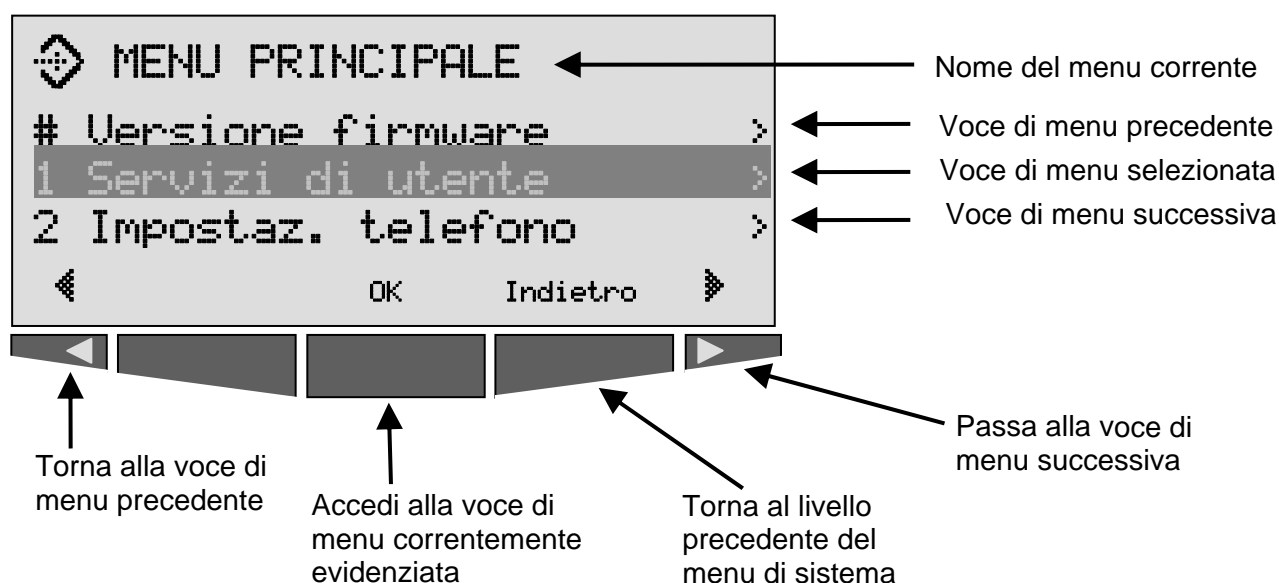 MENU PRINCIPALE
Nome del menu corrente
# Versione firmware >
Voce di menu precedente
1 Servizi di utente >
Voce di menu selezionata
2 Impostaz. telefono >
Voce di menu successiva
OK Indietro
Passa alla voce di
menu successiva
Torna alla voce di
menu precedente
Accedi alla voce di
menu correntemente
evidenziata
Torna al livello
precedente del
menu di sistema